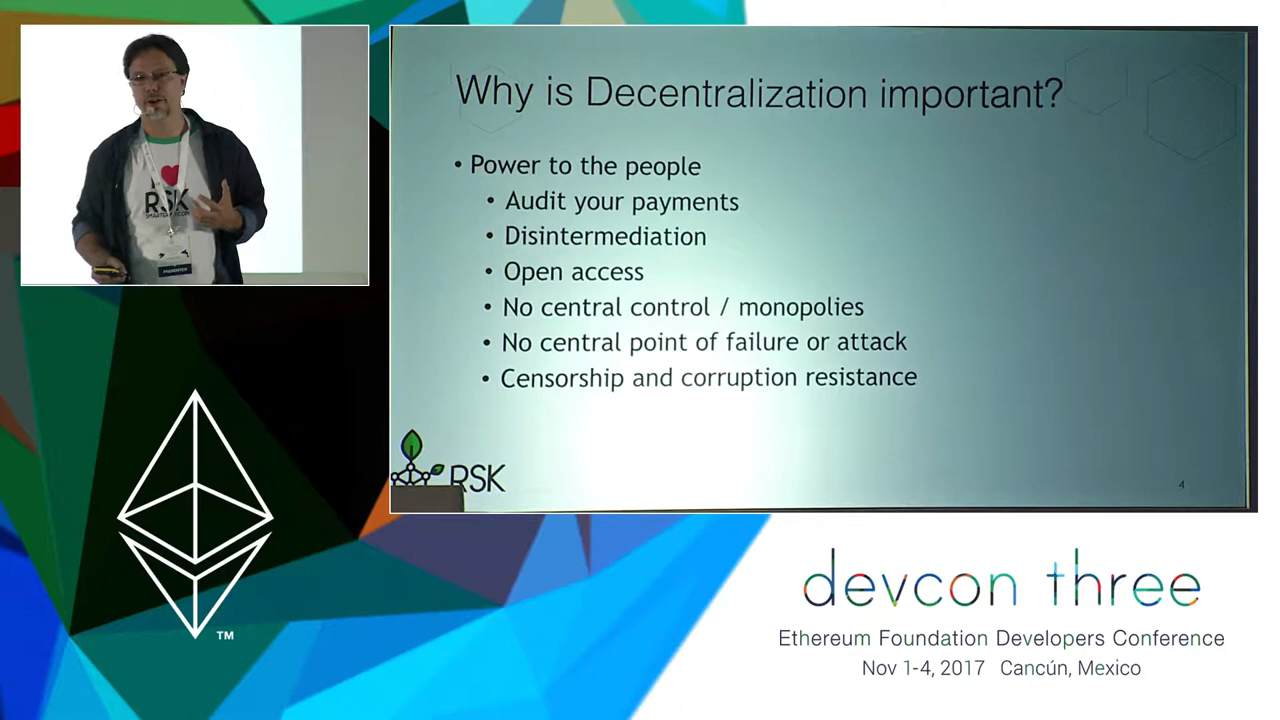 Why is Decentralization important?
• Power to the people
• Audit your payments
• Disintermediation
• Open access
• No central control / monopolies
• No central point of failure or attack
• Censorship and corruption resistance
RSK
4
I
RSK
PRESENTER
TM
devcon three
Ethereum Foundation Developers Conference
Nov 1-4, 2017 Cancún, Mexico